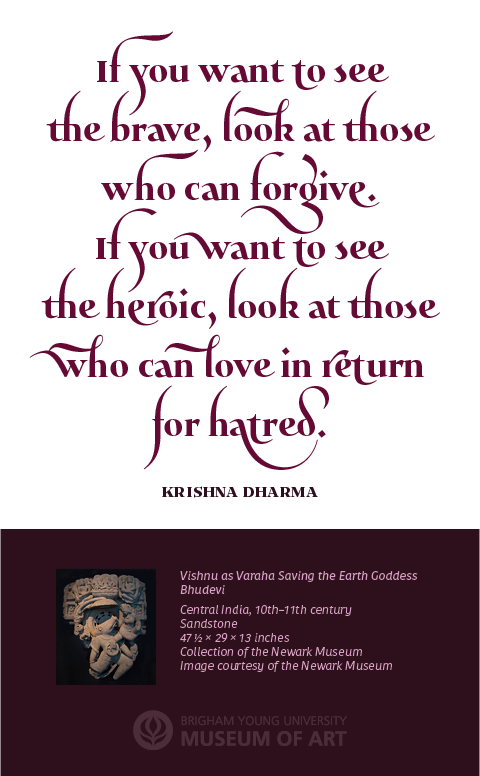 If you want to see
the brave, look at those
who can forgive.
If you want to see
the heroic, look at those
who can love in return
for hatred.
KRISHNA DHARMA
Vishnu as Varaha Saving the Earth Goddess
Bhudevi
Central India, 10th–11th century
Sandstone
47 ½ × 29 × 13 inches
Collection of the Newark Museum
Image courtesy of the Newark Museum
BRIGHAM YOUNG UNIVERSITY
MUSEUM OF ART